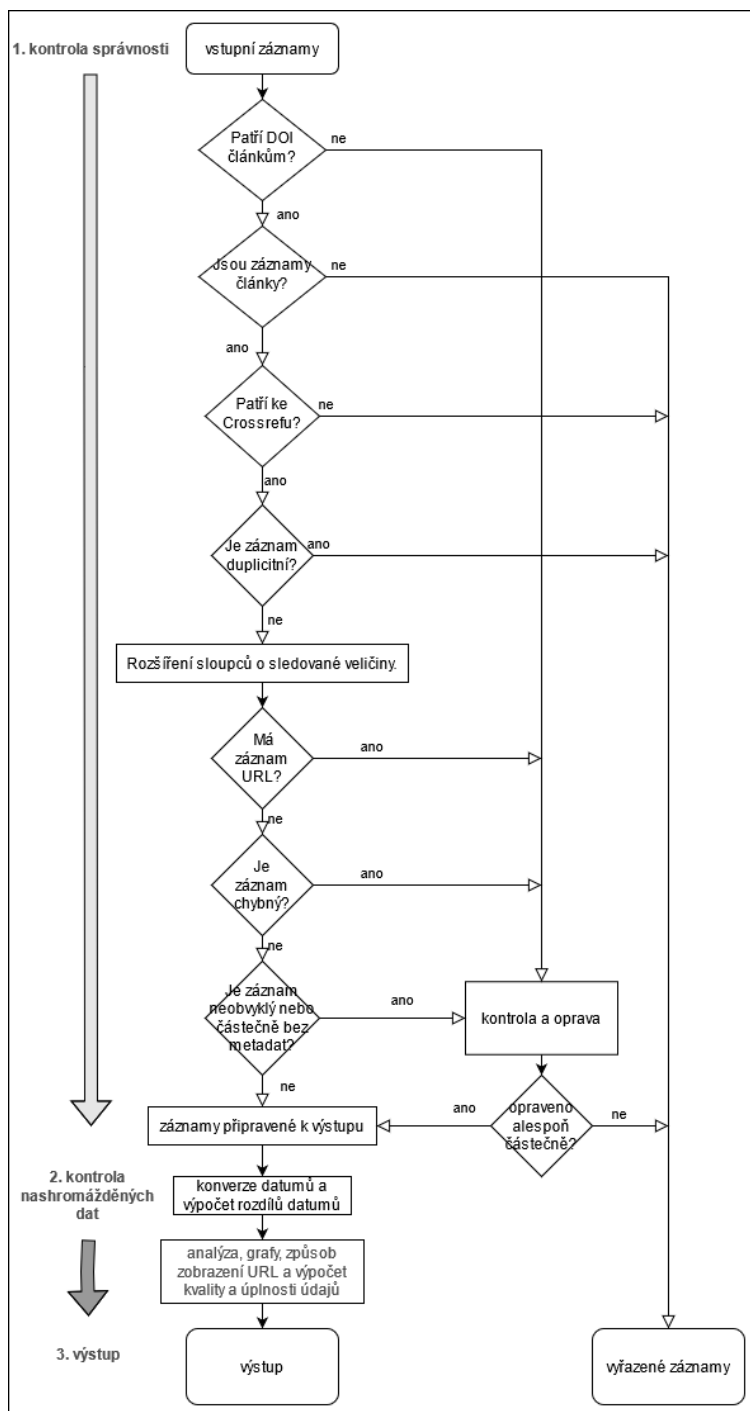 1. kontrola správnosti
vstupní záznamy
Patří DOI
článkům?
ne
ano
Jsou záznamy
články?
ne
ano
Patří ke
Crossrefu?
ne
ano
Je záznam
duplicitní?
ano
ne
Rozšíření sloupců o sledované veličiny.
Má
záznam
URL?
ano
ne
Je
záznam
chybný?
ano
ne
Je záznam
neobvyklý nebo
částečně bez
metadat?
ano
ne
kontrola a oprava
opraveno
alespoň
částečně?
ano
ne
záznamy připravené k výstupu
2. kontrola
nashromážděných
dat
konverze datumů a
výpočet rozdílů datumů
analýza, grafy, způsob
zobrazení URL a výpočet
kvality a úplnosti údajů
3. výstup
výstup
vyřazené záznamy